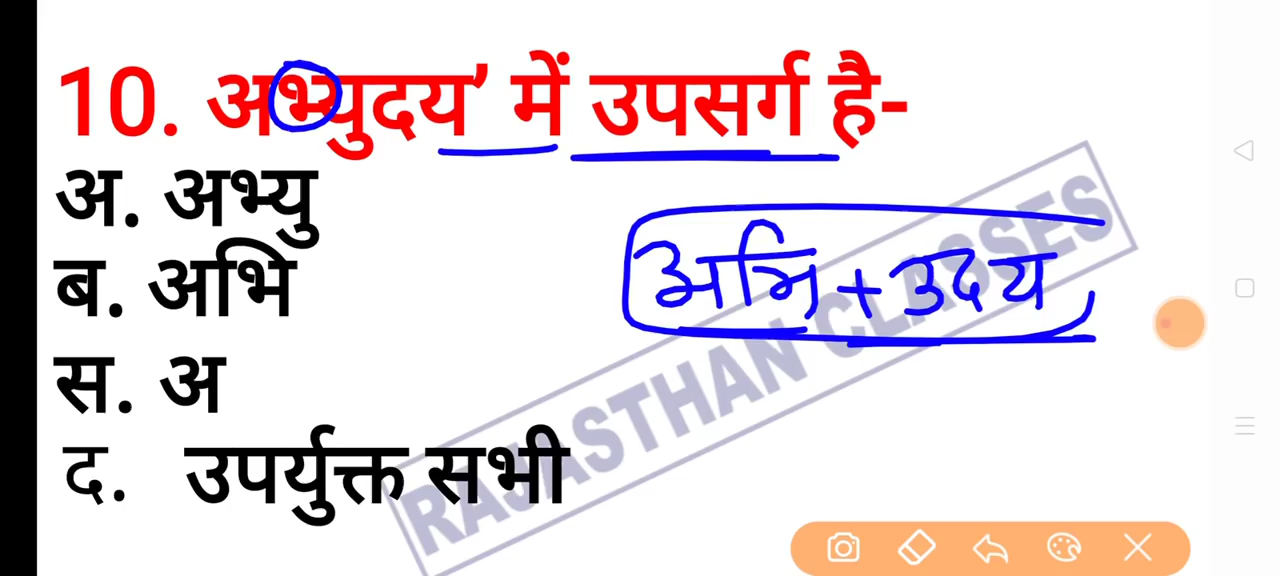 10. अभ्युदय’ में उपसर्ग है-
अ. अभ्यु
ब. अभि
अभि + उदय
स. अ
द. उपर्युक्त सभी
RAJASTHAN CLASSES